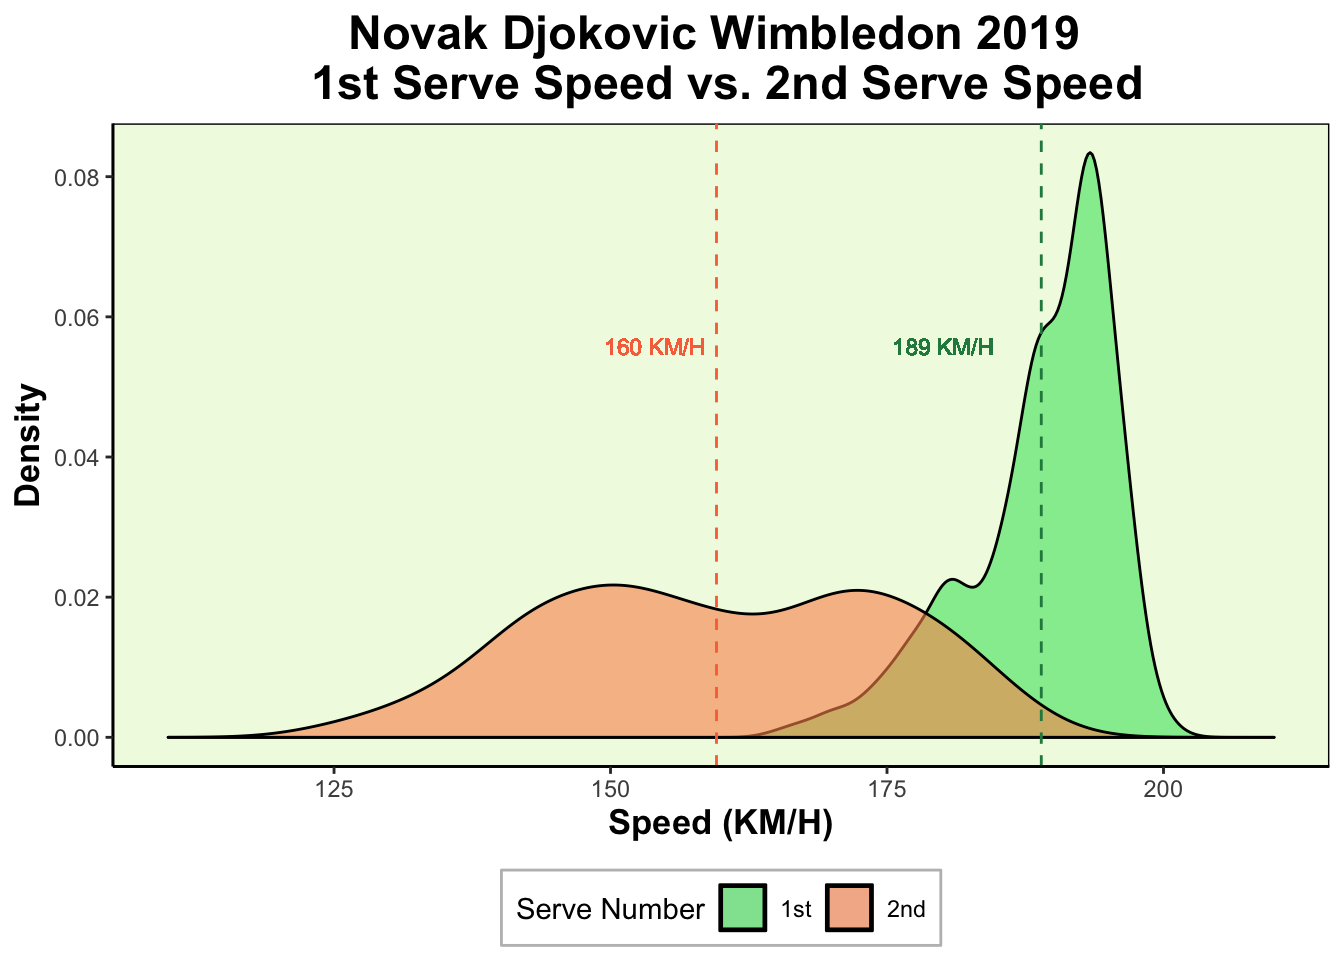 Novak Djokovic Wimbledon 2019
1st Serve Speed vs. 2nd Serve Speed
0.08
0.06
160 KM/H
189 KM/H
Density
0.04
0.02
0.00
125
150
175
200
Speed (KM/H)
Serve Number
1st
2nd